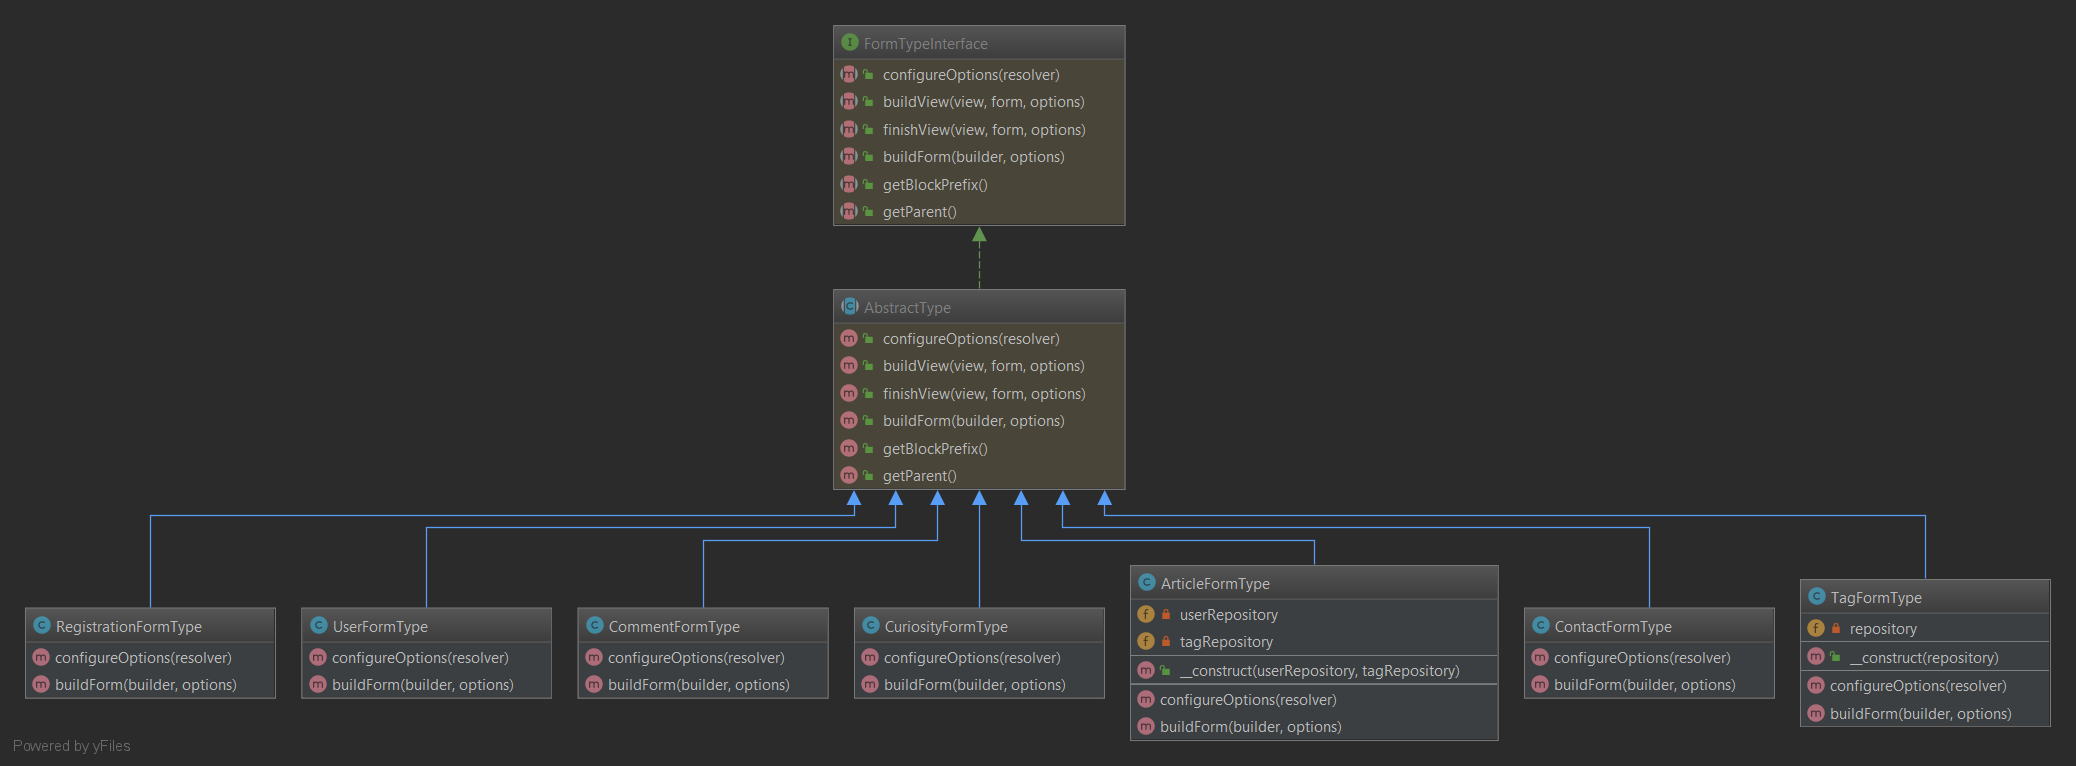 FormTypeInterface
configureOptions(resolver)
buildView(view, form, options)
finishView(view, form, options)
buildForm(builder, options)
getBlockPrefix()
getParent()
AbstractType
configureOptions(resolver)
buildView(view, form, options)
finishView(view, form, options)
buildForm(builder, options)
getBlockPrefix()
getParent()
RegistrationFormType
configureOptions(resolver)
buildForm(builder, options)
UserFormType
configureOptions(resolver)
buildForm(builder, options)
CommentFormType
configureOptions(resolver)
buildForm(builder, options)
CuriosityFormType
configureOptions(resolver)
buildForm(builder, options)
ArticleFormType
userRepository
tagRepository
__construct(userRepository, tagRepository)
configureOptions(resolver)
buildForm(builder, options)
ContactFormType
configureOptions(resolver)
buildForm(builder, options)
TagFormType
repository
__construct(repository)
configureOptions(resolver)
buildForm(builder, options)
Powered by yFiles